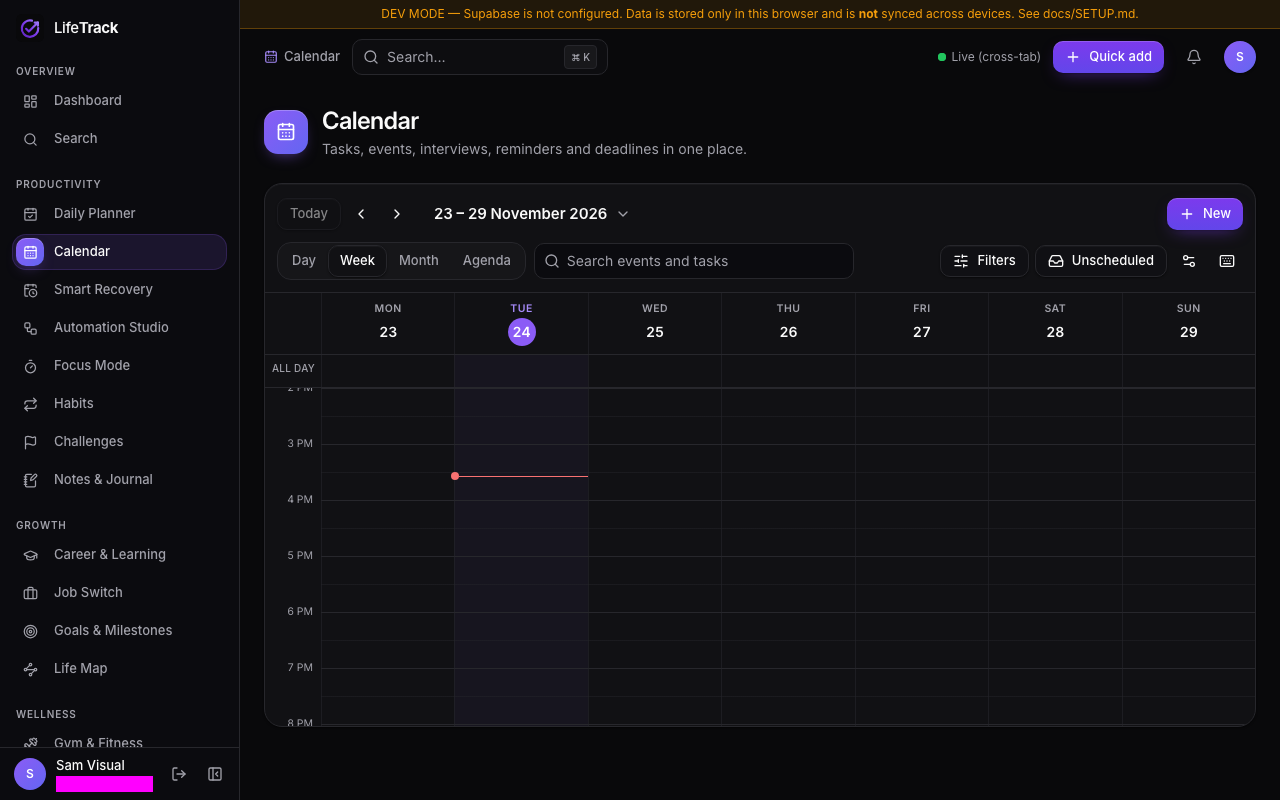 LifeTrack
OVERVIEW
Dashboard
Search
PRODUCTIVITY
Daily Planner
Calendar
Smart Recovery
Automation Studio
Focus Mode
Habits
Challenges
Notes & Journal
GROWTH
Career & Learning
Job Switch
Goals & Milestones
Life Map
WELLNESS
Gym & Fitness
S
Sam Visual
DEV MODE — Supabase is not configured. Data is stored only in this browser and is not synced across devices. See docs/SETUP.md.
Calendar
Search...
⌘ K
Live (cross-tab)
Quick add
S
Calendar
Tasks, events, interviews, reminders and deadlines in one place.
Today
23 – 29 November 2026
New
Day Week Month Agenda
Search events and tasks
Filters
Unscheduled
MON TUE WED THU FRI SAT SUN
23 24 25 26 27 28 29
ALL DAY
2 PM
3 PM
4 PM
5 PM
6 PM
7 PM
8 PM